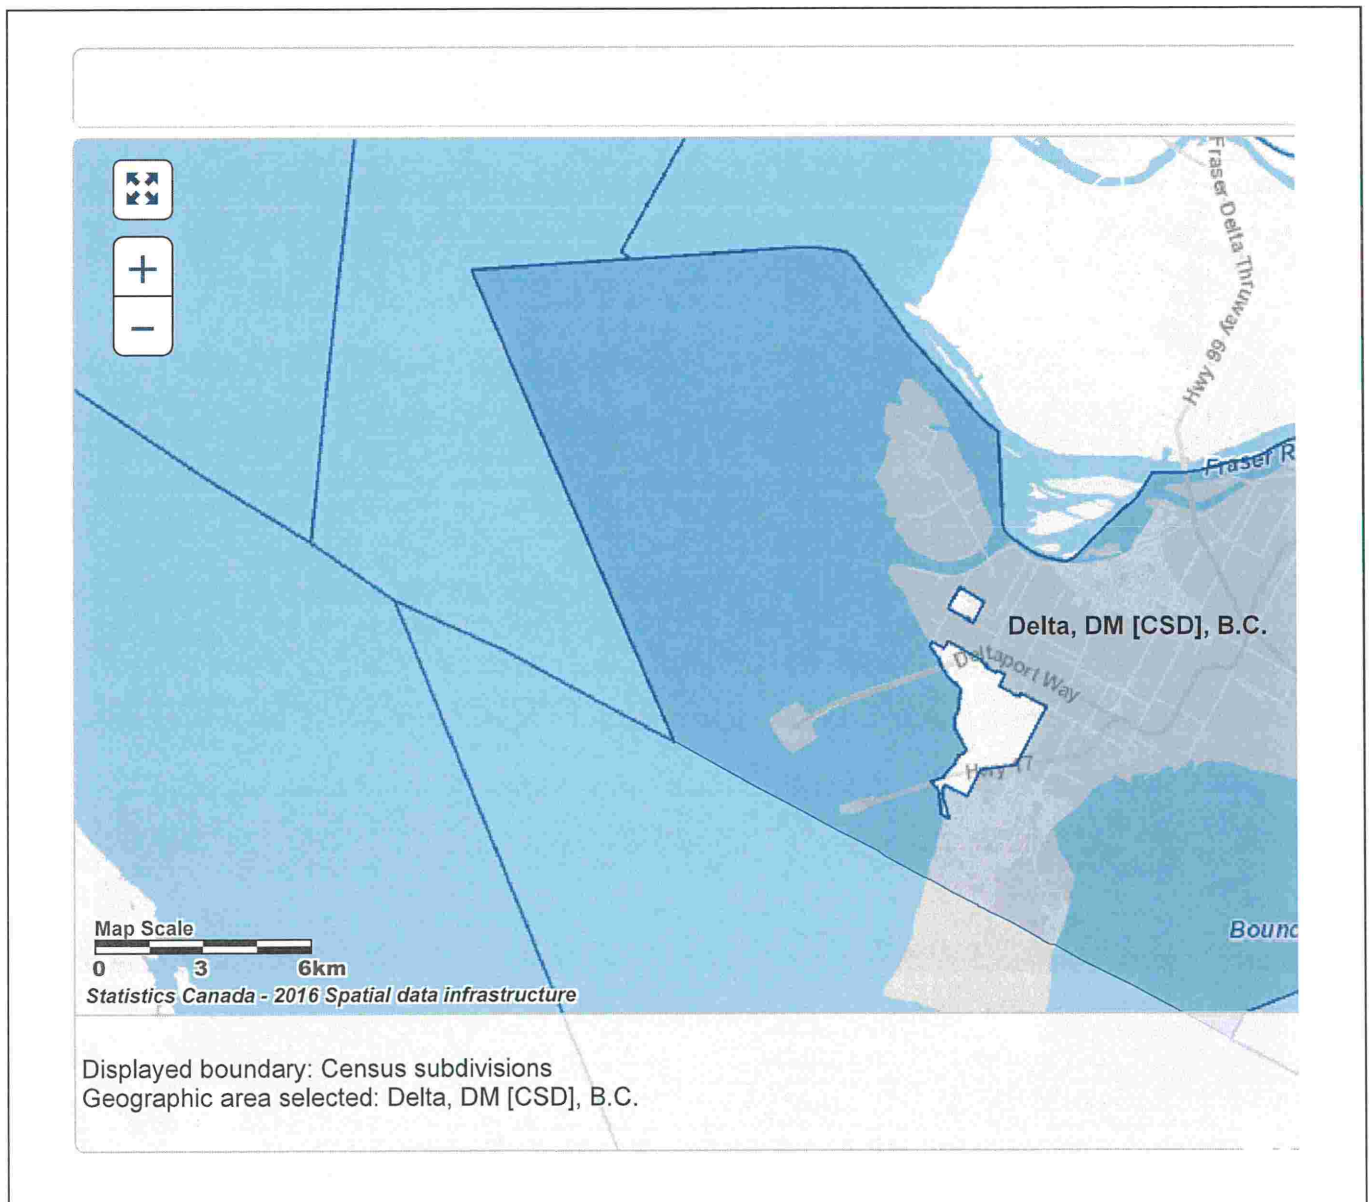 Fraser Delta Thruway
Hwy 99
Fraser R
Delta, DM [CSD], B.C.
Deltaport Way
Hwy 17
Bound
Map Scale
0 3 6km
Statistics Canada - 2016 Spatial data infrastructure
Displayed boundary: Census subdivisions
Geographic area selected: Delta, DM [CSD], B.C.